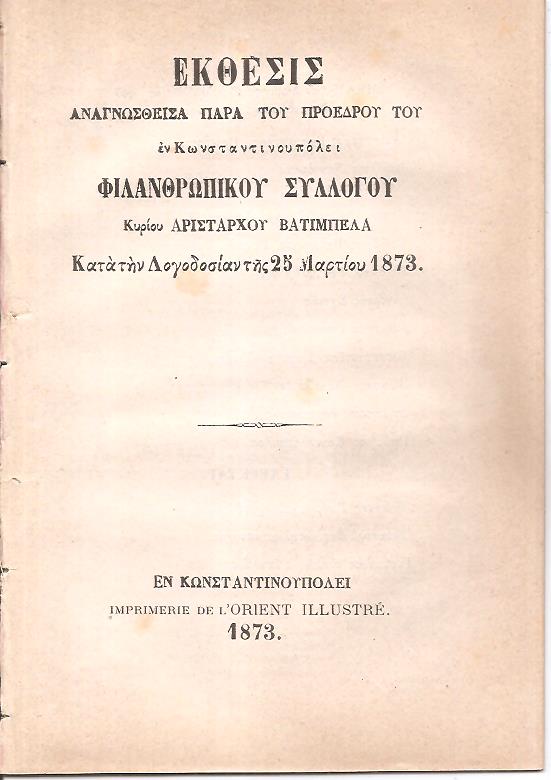 ΕΚΘΕΣΙΣ
ΑΝΑΓΝΩΣΘΕΙΣΑ ΠΑΡΑ ΤΟΥ ΠΡΟΕΔΡΟΥ ΤΟΥ
ἐν Κωνσταντινουπόλει
ΦΙΛΑΝΘΡΩΠΙΚΟΥ ΣΥΛΛΟΓΟΥ
Κυρίου ΑΡΙΣΤΑΡΧΟΥ ΒΑΤΙΜΠΕΛΑ
Κατὰ τὴν Λογοδοσίαν τῆς 25 Μαρτίου 1873.
ΕΝ ΚΩΝΣΤΑΝΤΙΝΟΥΠΟΛΕΙ
IMPRIMERIE DE L'ORIENT ILLUSTRÉ.
1873.